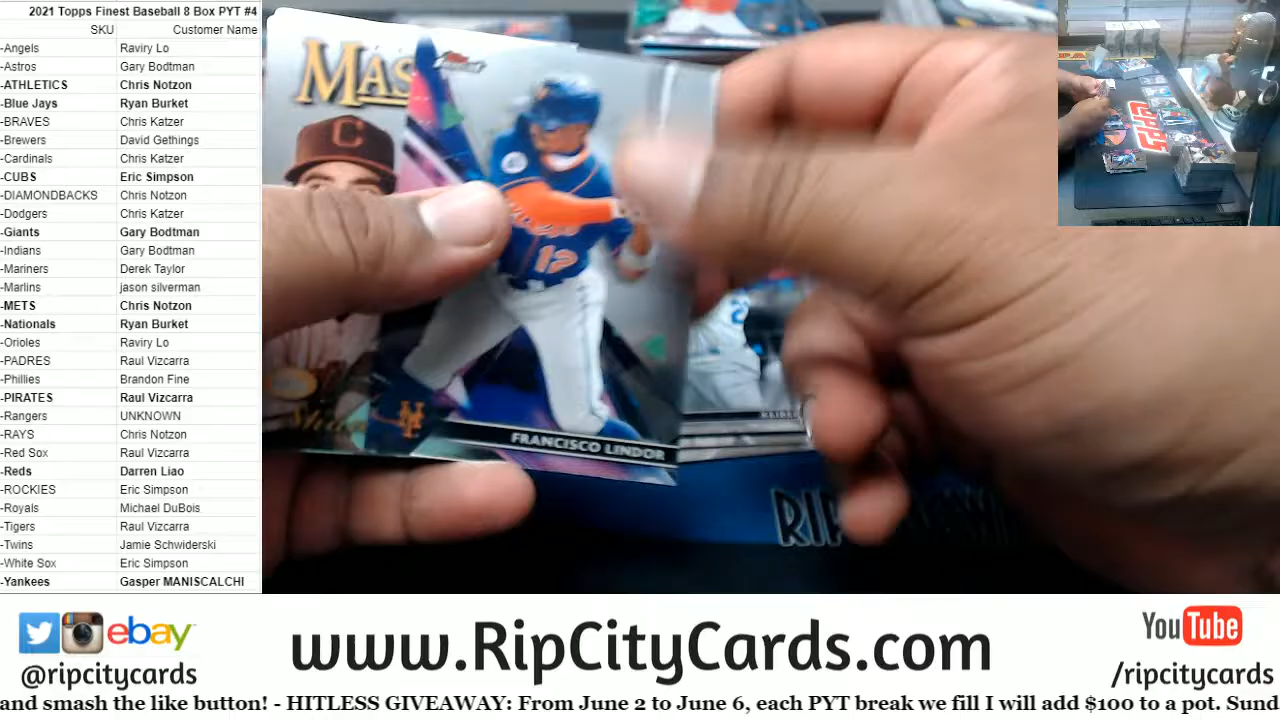 2021 Topps Finest Baseball 8 Box PYT #4
SKU Customer Name
-Angels Raviry Lo
-Astros Gary Bodtman
-ATHLETICS Chris Notzon
-Blue Jays Ryan Burket
-BRAVES Chris Katzer
-Brewers David Gethings
-Cardinals Chris Katzer
-CUBS Eric Simpson
-DIAMONDBACKS Chris Notzon
-Dodgers Chris Katzer
-Giants Gary Bodtman
-Indians Gary Bodtman
-Mariners Derek Taylor
-Marlins jason silverman
-METS Chris Notzon
-Nationals Ryan Burket
-Orioles Raviry Lo
-PADRES Raul Vizcarra
-Phillies Brandon Fine
-PIRATES Raul Vizcarra
-Rangers UNKNOWN
-RAYS Chris Notzon
-Red Sox Raul Vizcarra
-Reds Darren Liao
-ROCKIES Eric Simpson
-Royals Michael DuBois
-Tigers Raul Vizcarra
-Twins Jamie Schwiderski
-White Sox Eric Simpson
-Yankees Gasper MANISCALCHI
MAS
Finest
C
12
FRANCISCO LINDOR
RIP
ebay
@ripcitycards
www.RipCityCards.com
YouTube
/ripcitycards
and smash the like button! - HITLESS GIVEAWAY: From June 2 to June 6, each PYT break we fill I will add $100 to a pot. Sund